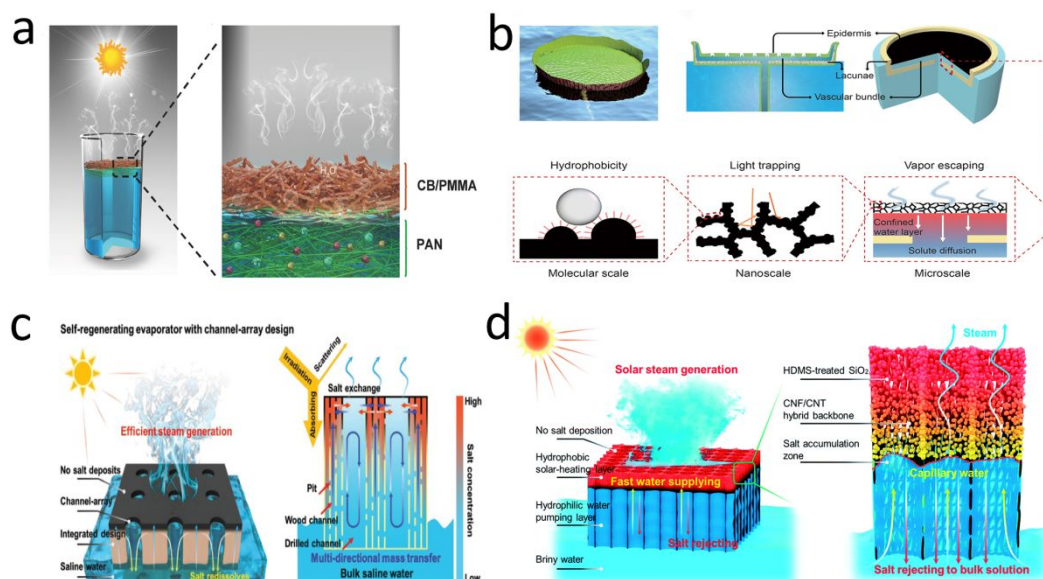 a
H₂O
CB/PMMA
PAN
b
Epidermis
Lacunae
Vascular bundle
Hydrophobicity
Light trapping
Vapor escaping
Confined
water layer
Solute diffusion
Molecular scale
Nanoscale
Microscale
c
Self-regenerating evaporator with channel-array design
Efficient steam generation
No salt deposits
Channel-array
Integrated design
Saline water
Salt redissolves
Irradiation
Scattering
Absorbing
Salt exchange
High
Salt concentration
Low
Pit
Wood channel
Drilled channel
Multi-directional mass transfer
Bulk saline water
d
Solar steam generation
No salt deposition
Hydrophobic
solar-heating layer
Fast water supplying
Hydrophilic water
pumping layer
Salt rejecting
Briny water
Steam
HDMS-treated SiO₂
CNF/CNT
hybrid backbone
Salt accumulation
zone
Capillary water
Salt rejecting to bulk solution